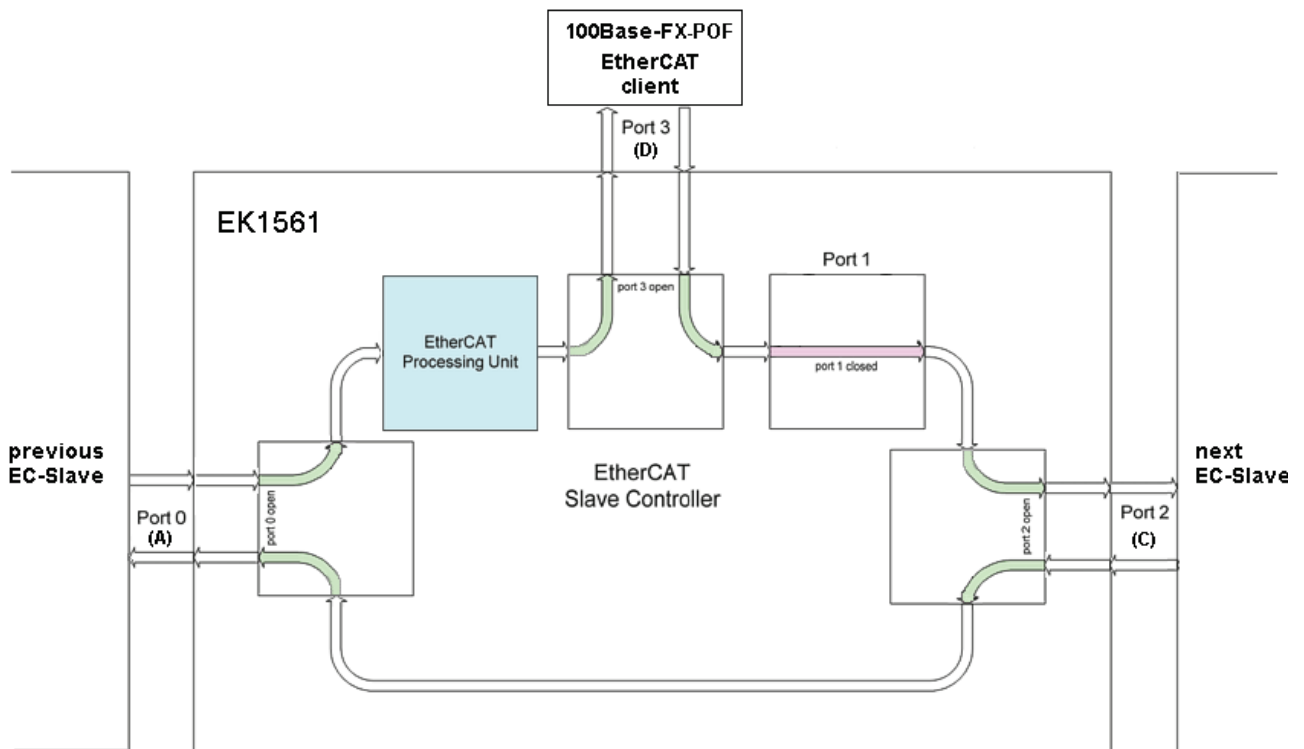 100Base-FX-POF
EtherCAT
client
Port 3
(D)
EK1561
Port 1
port 3 open
EtherCAT
Processing Unit
port 1 closed
previous
EC-Slave
next
EC-Slave
EtherCAT
Slave Controller
Port 0
(A)
port 0 open
port 2 open
Port 2
(C)